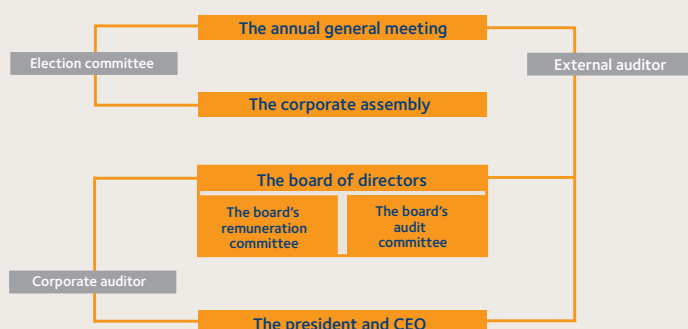 The annual general meeting
Election committee
External auditor
The corporate assembly
The board of directors
The board's
remuneration
committee
The board's
audit
committee
Corporate auditor
The president and CEO